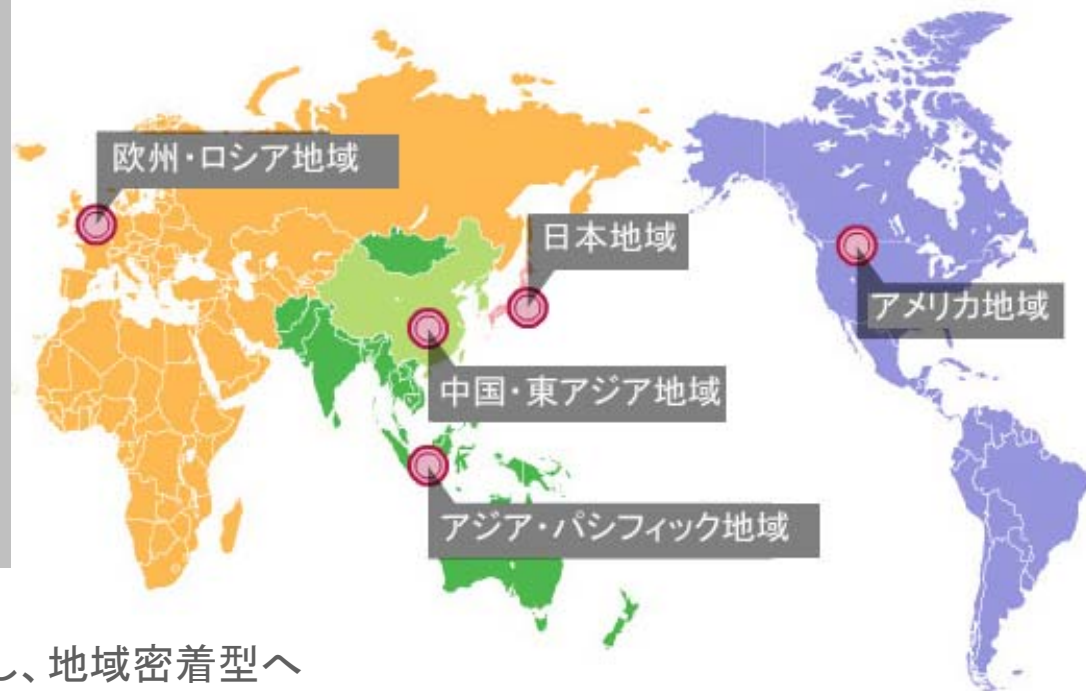 欧州・ロシア地域
日本地域
アメリカ地域
中国・東アジア地域
アジア・パシフィック地域
し、地域密着型へ